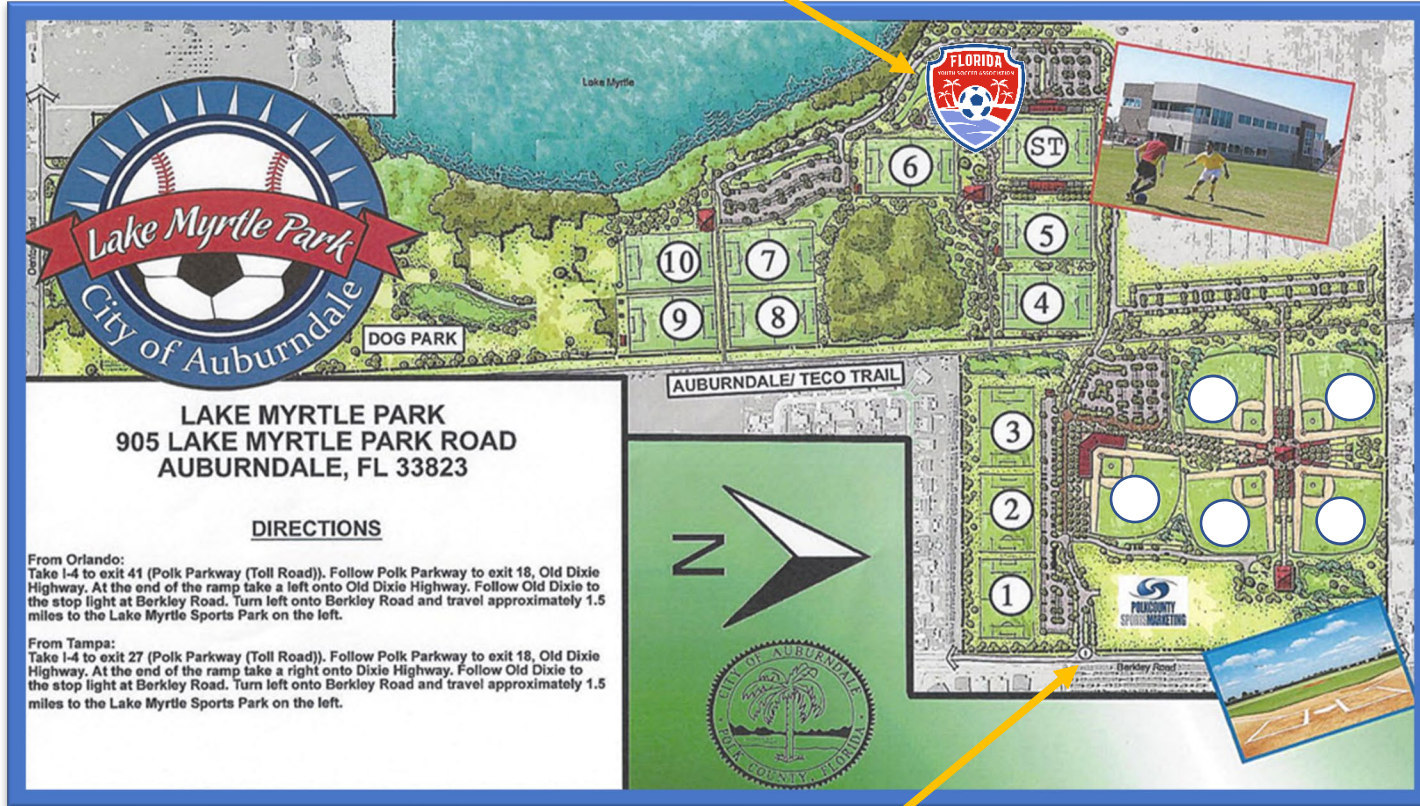 Lake Myrtle
FLORIDA
YOUTH SOCCER ASSOCIATION
6
ST
5
4
10
7
9
8
Lake Myrtle Park
City of Auburndale
DOG PARK
AUBURNDALE/ TECO TRAIL
3
2
1
LAKE MYRTLE PARK
905 LAKE MYRTLE PARK ROAD
AUBURNDALE, FL 33823
DIRECTIONS
From Orlando:
Take I-4 to exit 41 (Polk Parkway (Toll Road)). Follow Polk Parkway to exit 18, Old Dixie
Highway. At the end of the ramp take a left onto Old Dixie Highway. Follow Old Dixie to
the stop light at Berkley Road. Turn left onto Berkley Road and travel approximately 1.5
miles to the Lake Myrtle Sports Park on the left.
From Tampa:
Take I-4 to exit 27 (Polk Parkway (Toll Road)). Follow Polk Parkway to exit 18, Old Dixie
Highway. At the end of the ramp take a right onto Dixie Highway. Follow Old Dixie to
the stop light at Berkley Road. Turn left onto Berkley Road and travel approximately 1.5
miles to the Lake Myrtle Sports Park on the left.
N
CITY OF AUBURNDALE
POLK COUNTY, FLORIDA
POLK COUNTY
SPORTS MARKETING
Berkley Road